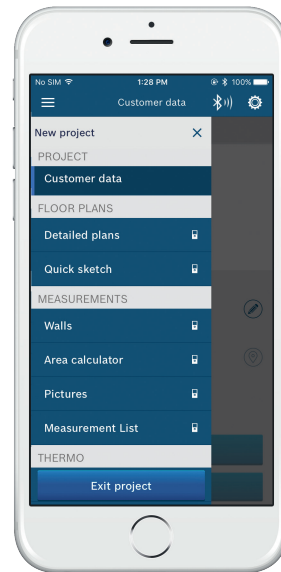 No SIM 1:28 PM 100%
Customer data
New project
PROJECT
Customer data
FLOOR PLANS
Detailed plans
Quick sketch
MEASUREMENTS
Walls
Area calculator
Pictures
Measurement List
THERMO
Exit project